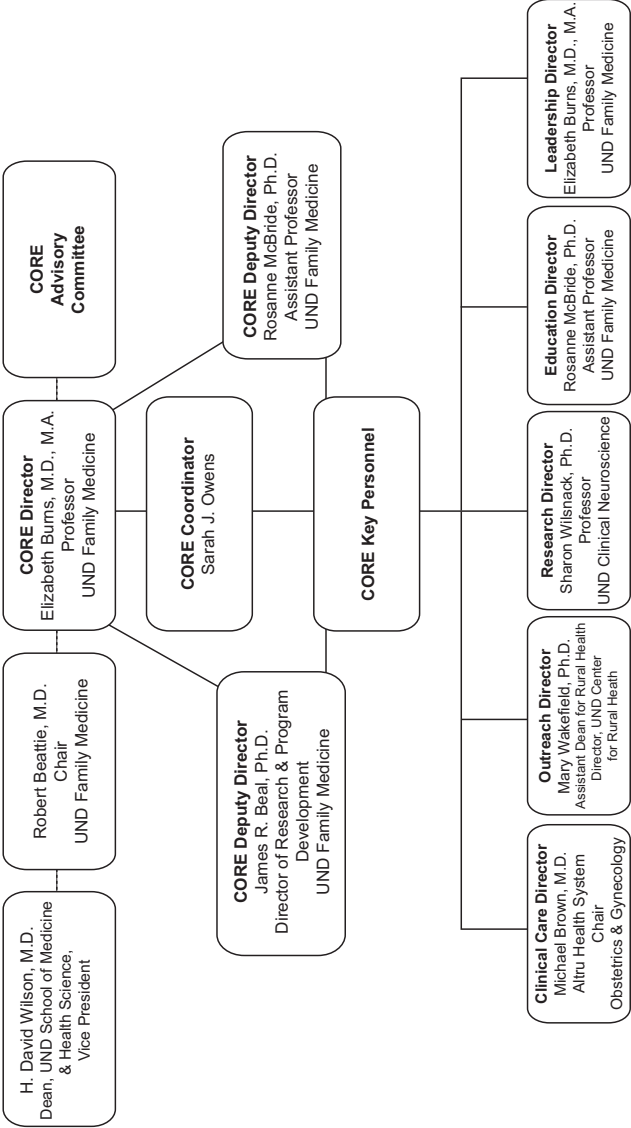 H. David Wilson, M.D.
Dean, UND School of Medicine
& Health Science,
Vice President
Robert Beattie, M.D.
Chair
UND Family Medicine
CORE Director
Elizabeth Burns, M.D., M.A.
Professor
UND Family Medicine
CORE
Advisory
Committee
CORE Deputy Director
James R. Beal, Ph.D.
Director of Research & Program
Development
UND Family Medicine
CORE Coordinator
Sarah J. Owens
CORE Deputy Director
Rosanne McBride, Ph.D.
Assistant Professor
UND Family Medicine
CORE Key Personnel
Clinical Care Director
Michael Brown, M.D.
Altru Health System
Chair
Obstetrics & Gynecology
Outreach Director
Mary Wakefield, Ph.D.
Assistant Dean for Rural Health
Director, UND Center
for Rural Heath
Research Director
Sharon Wilsnack, Ph.D.
Professor
UND Clinical Neuroscience
Education Director
Rosanne McBride, Ph.D.
Assistant Professor
UND Family Medicine
Leadership Director
Elizabeth Burns, M.D., M.A.
Professor
UND Family Medicine